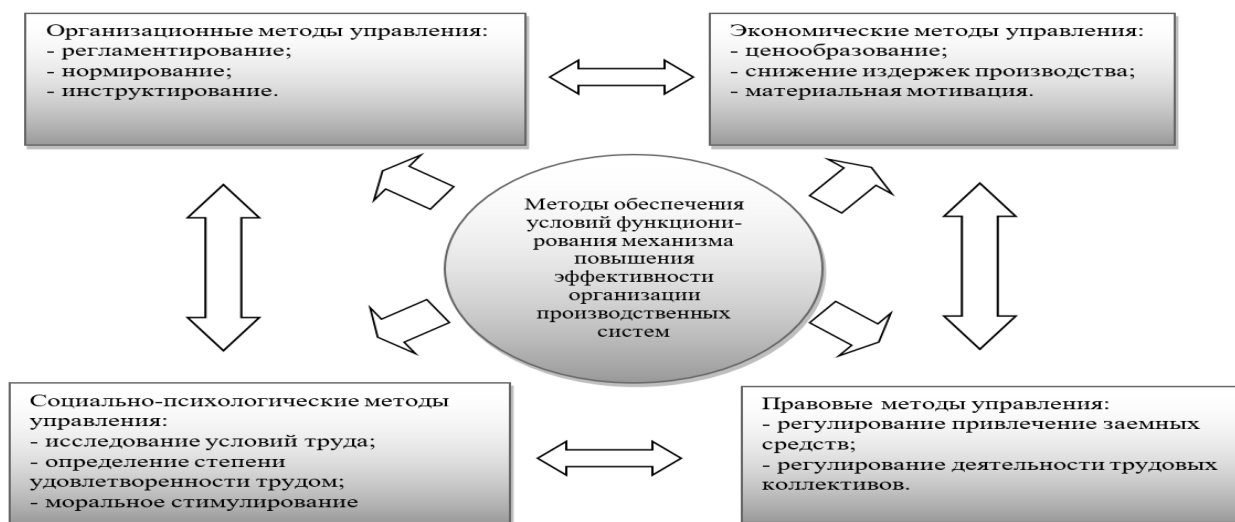 Организационные методы управления:
- регламентирование;
- нормирование;
- инструктирование.
Экономические методы управления:
- ценообразование;
- снижение издержек производства;
- материальная мотивация.
Методы обеспечения
условий функциони-
рования механизма
повышения
эффективности
организации
производственных
систем
Социально-психологические методы
управления:
- исследование условий труда;
- определение степени
удовлетворенности трудом;
- моральное стимулирование
Правовые методы управления:
- регулирование привлечение заемных
средств;
- регулирование деятельности трудовых
коллективов.